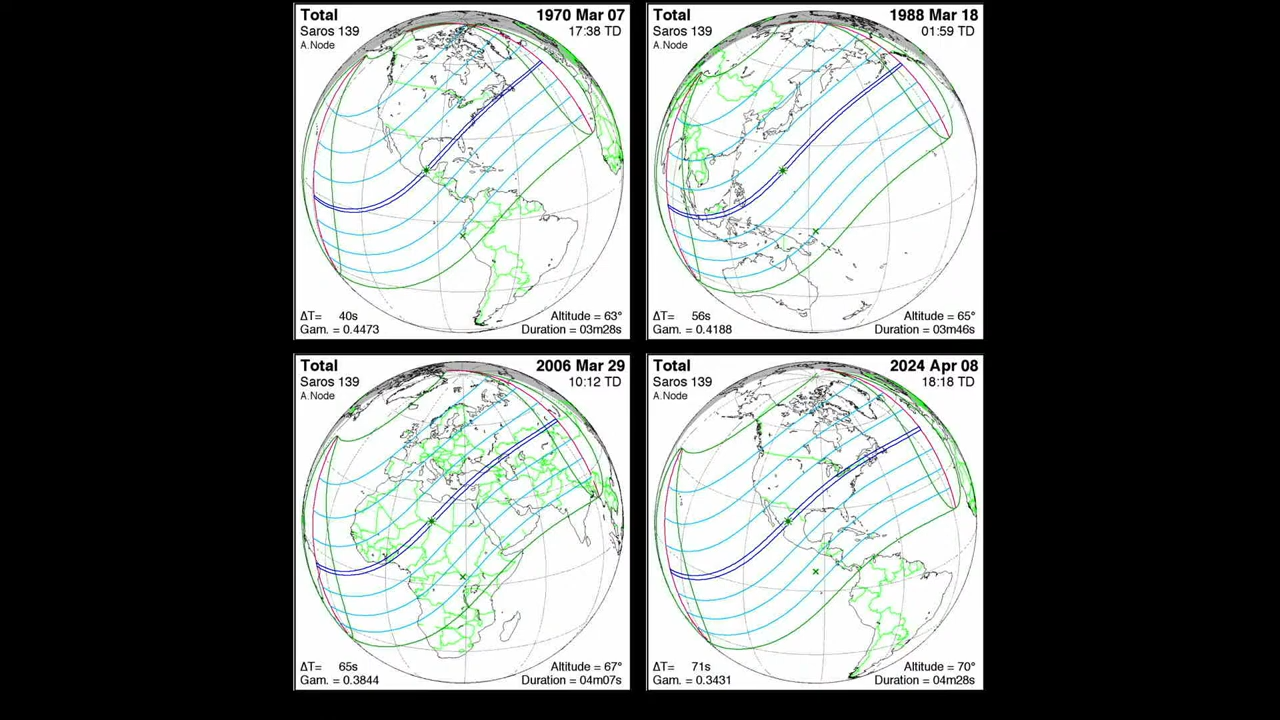 Total 1970 Mar 07
Saros 139 17:38 TD
A.Node
ΔT= 40s Altitude = 63°
Gam. = 0.4473 Duration = 03m28s
Total 1988 Mar 18
Saros 139 01:59 TD
A.Node
ΔT= 56s Altitude = 65°
Gam. = 0.4188 Duration = 03m46s
Total 2006 Mar 29
Saros 139 10:12 TD
A.Node
ΔT= 65s Altitude = 67°
Gam. = 0.3844 Duration = 04m07s
Total 2024 Apr 08
Saros 139 18:18 TD
A.Node
ΔT= 71s Altitude = 70°
Gam. = 0.3431 Duration = 04m28s